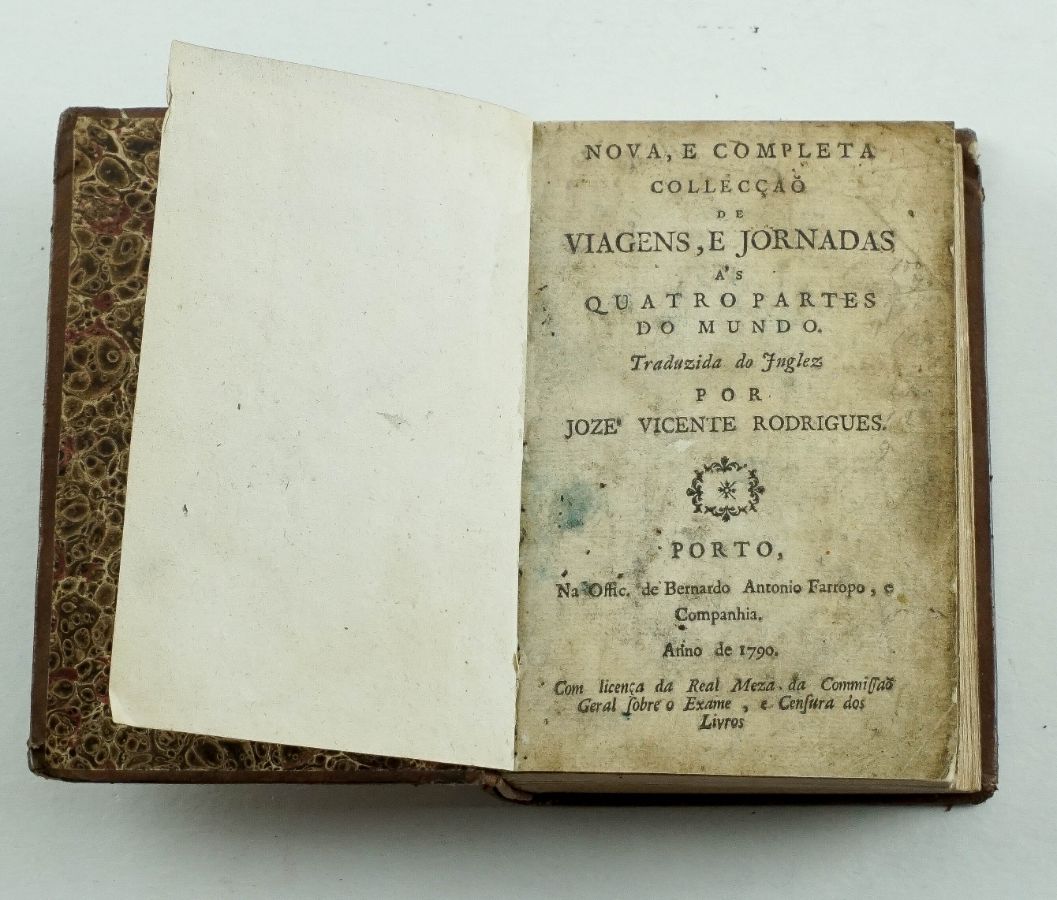 NOVA, E COMPLETA
COLLECÇAÕ
DE
VIAGENS, E JORNADAS
A'S
QUATRO PARTES
DO MUNDO.
Traduzida do Inglez
POR
JOZE' VICENTE RODRIGUES.
PORTO,
Na Offic. de Bernardo Antonio Farropo, e
Companhia.
Anno de 1790.
Com licença da Real Meza da Commiſſaõ
Geral ſobre o Exame, e Cenſura dos
Livros